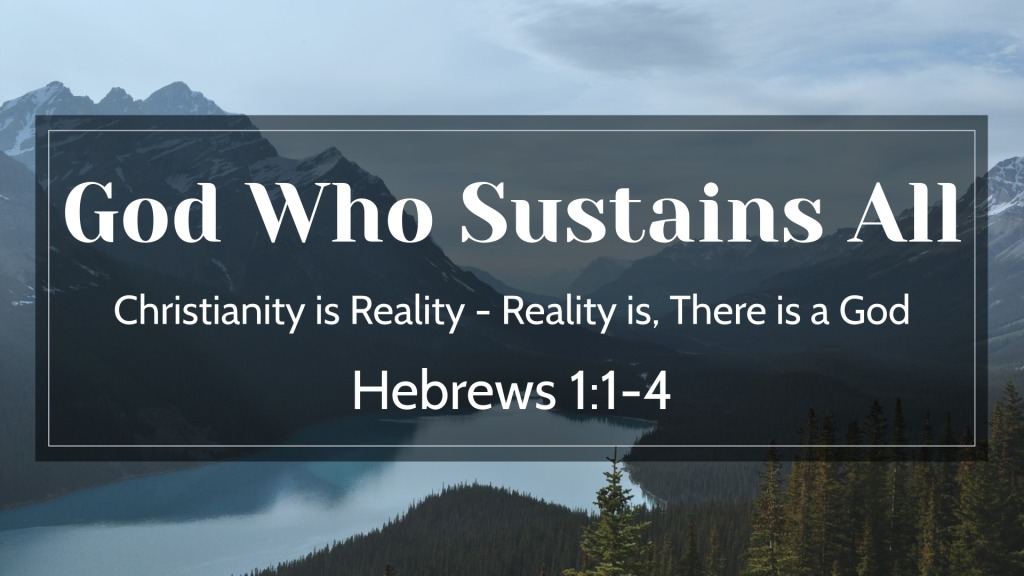 God Who Sustains All
Christianity is Reality - Reality is, There is a God
Hebrews 1:1-4